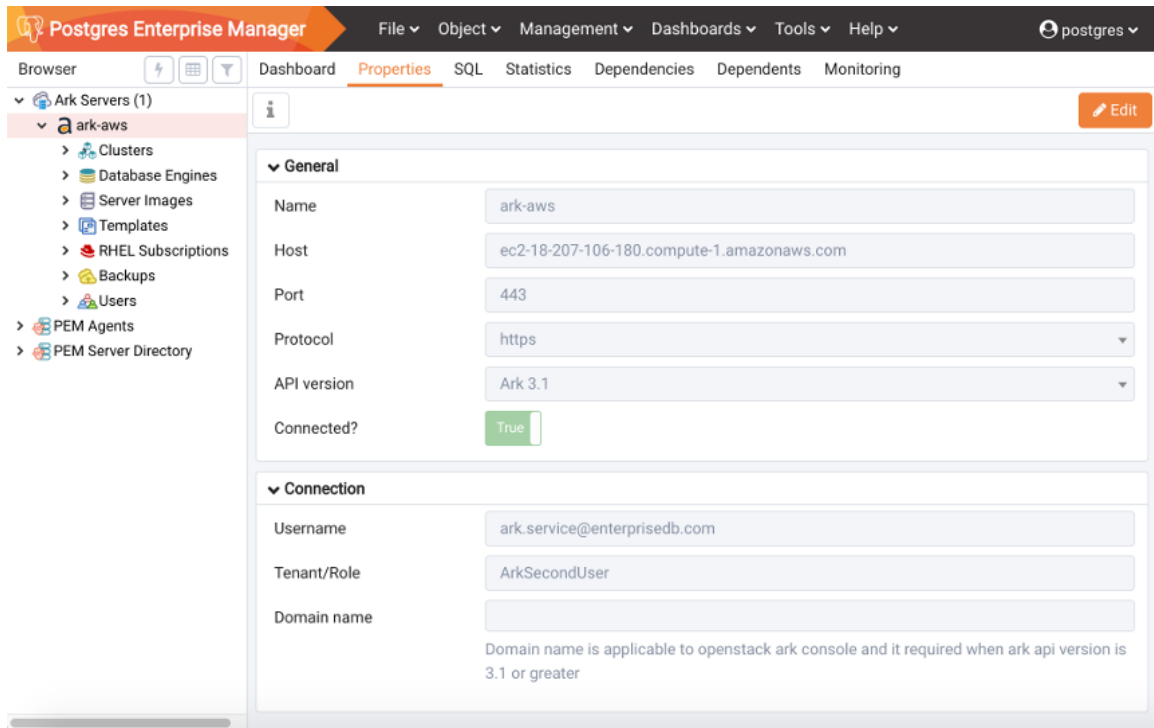 Postgres Enterprise Manager File Object Management Dashboards Tools Help postgres
Browser
Dashboard Properties SQL Statistics Dependencies Dependents Monitoring
Ark Servers (1)
ark-aws
Clusters
Database Engines
Server Images
Templates
RHEL Subscriptions
Backups
Users
PEM Agents
PEM Server Directory
i
Edit
General
Name ark-aws
Host ec2-18-207-106-180.compute-1.amazonaws.com
Port 443
Protocol https
API version Ark 3.1
Connected? True
Connection
Username ark.service@enterprisedb.com
Tenant/Role ArkSecondUser
Domain name
Domain name is applicable to openstack ark console and it required when ark api version is
3.1 or greater